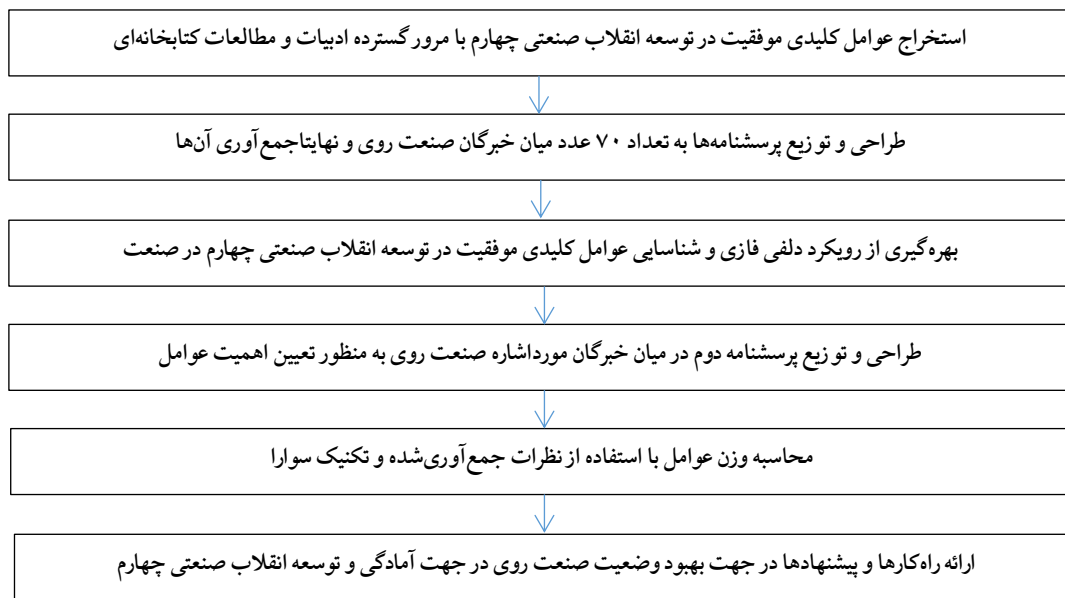 استخراج عوامل کلیدی موفقیت در توسعه انقلاب صنعتی چهارم با مرور گسترده ادبیات و مطالعات کتابخانه‌ای
طراحی و توزیع پرسشنامه‌ها به تعداد ۷۰ عدد میان خبرگان صنعت روی و نهایتاجمع‌آوری آن‌ها
بهره‌گیری از رویکرد دلفی فازی و شناسایی عوامل کلیدی موفقیت در توسعه انقلاب صنعتی چهارم در صنعت
طراحی و توزیع پرسشنامه دوم در میان خبرگان مورداشاره صنعت روی به منظور تعیین اهمیت عوامل
محاسبه وزن عوامل با استفاده از نظرات جمع‌آوری‌شده و تکنیک سوارا
ارائه راه‌کارها و پیشنهادها در جهت بهبود وضعیت صنعت روی در جهت آمادگی و توسعه انقلاب صنعتی چهارم